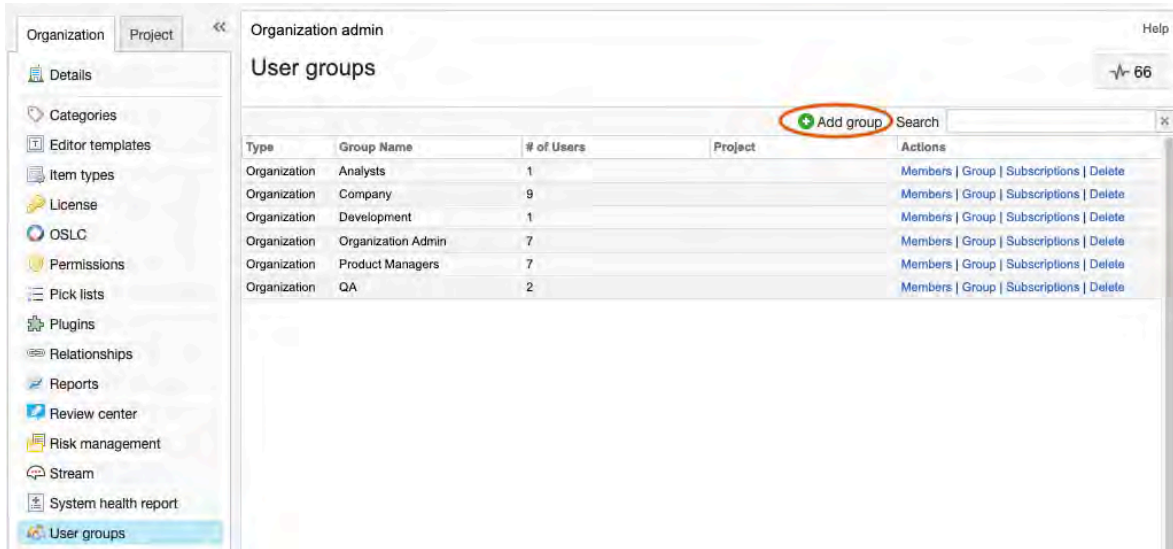 Organization Project «
Details
Categories
Editor templates
Item types
License
OSLC
Permissions
Pick lists
Plugins
Relationships
Reports
Review center
Risk management
Stream
System health report
User groups
Organization admin Help
User groups 66
Add group Search
Type Group Name # of Users Project Actions
Organization Analysts 1 Members | Group | Subscriptions | Delete
Organization Company 9 Members | Group | Subscriptions | Delete
Organization Development 1 Members | Group | Subscriptions | Delete
Organization Organization Admin 7 Members | Group | Subscriptions | Delete
Organization Product Managers 7 Members | Group | Subscriptions | Delete
Organization QA 2 Members | Group | Subscriptions | Delete